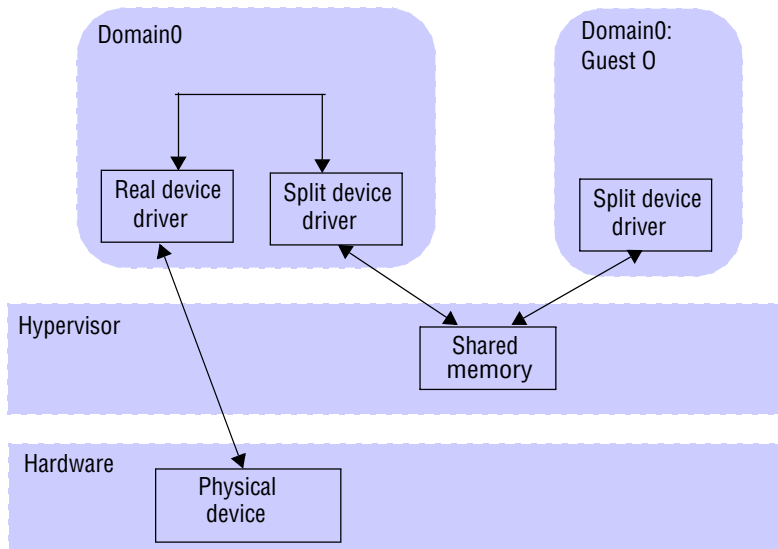 Domain0
Domain0:
Guest O
Real device
driver
Split device
driver
Split device
driver
Hypervisor
Shared
memory
Hardware
Physical
device